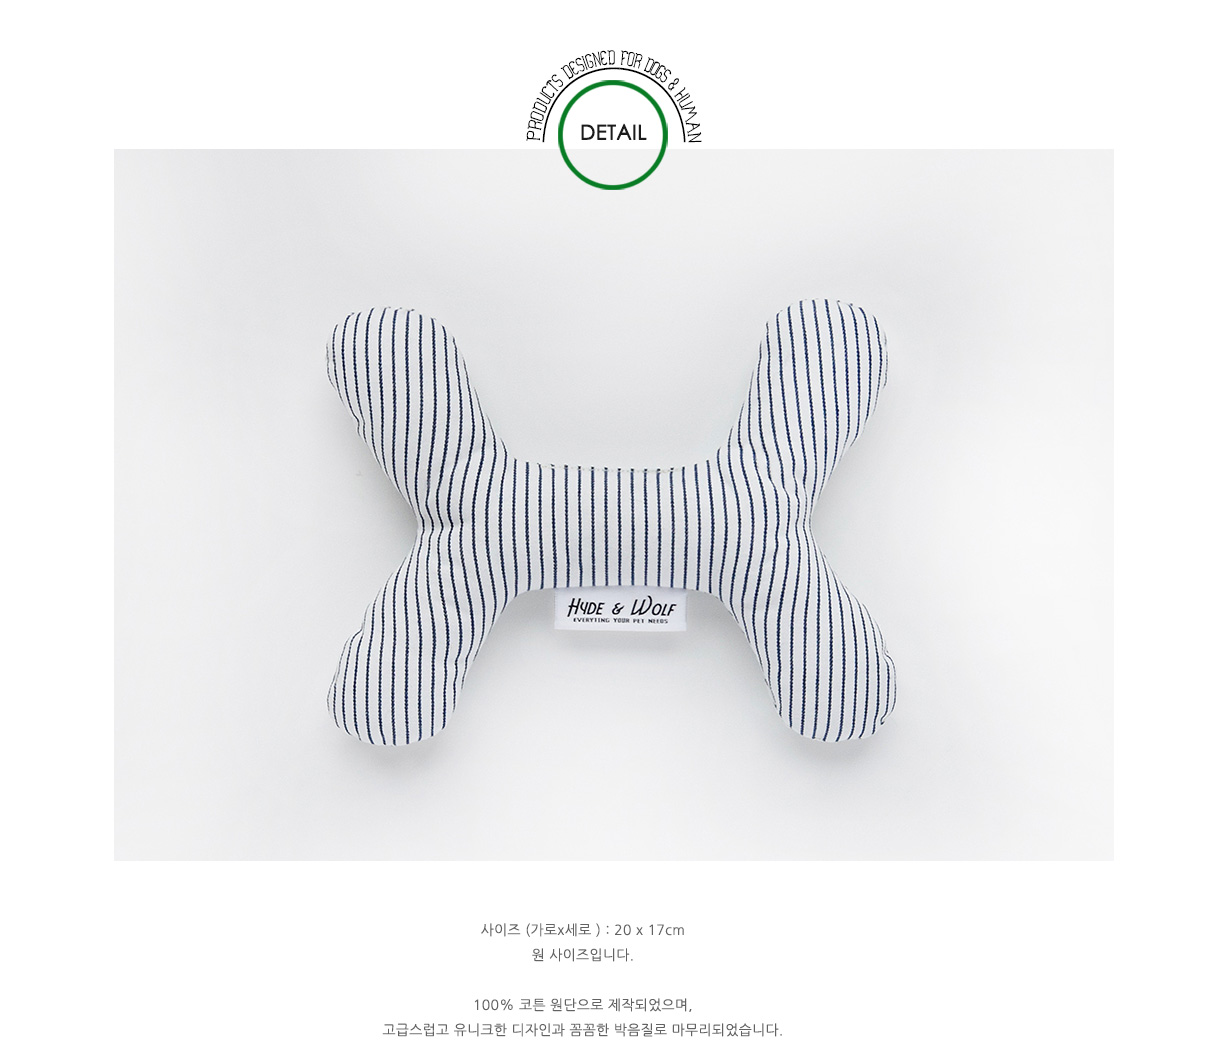 PRODUCTS DESIGNED FOR DOGS & HUMAN
DETAIL
HYDE & WOLF
EVERYTING YOUR PET NEEDS
사이즈 (가로x세로 ) : 20 x 17cm
원 사이즈입니다.
100% 코튼 원단으로 제작되었으며,
고급스럽고 유니크한 디자인과 꼼꼼한 박음질로 마무리되었습니다.